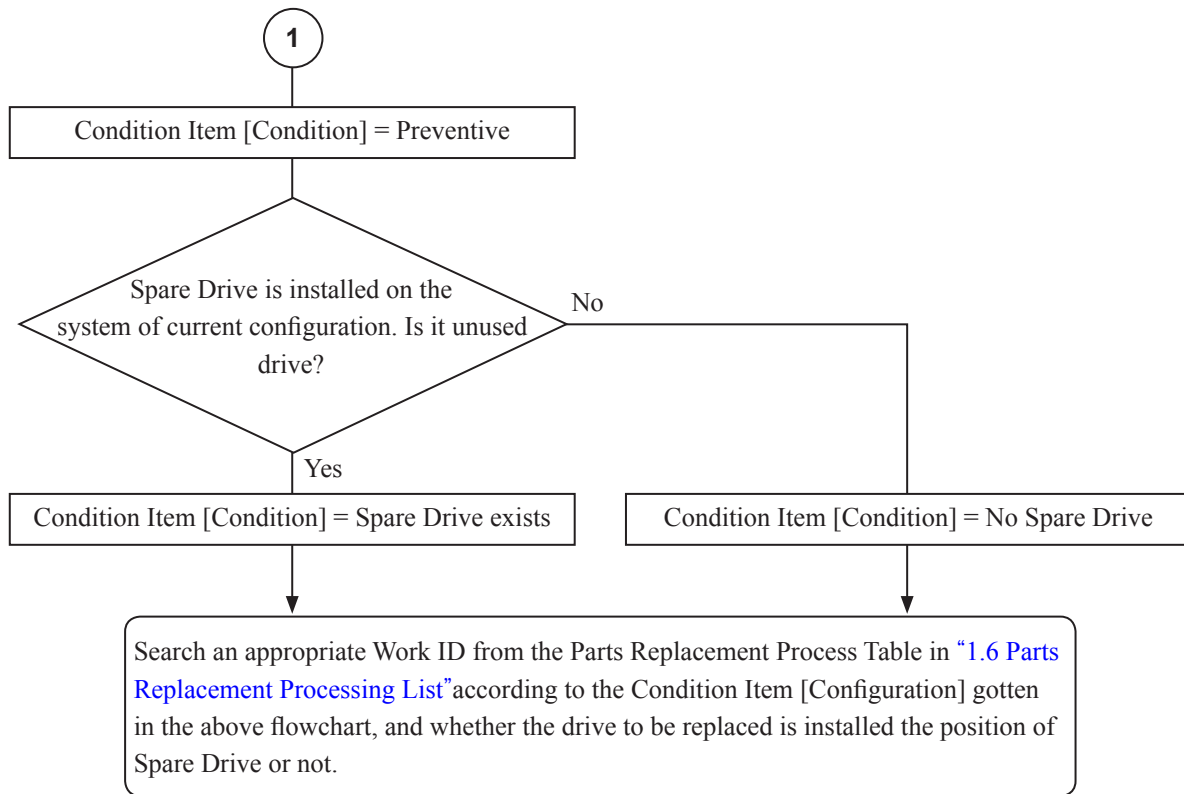 1
Condition Item [Condition] = Preventive
Spare Drive is installed on the
system of current configuration. Is it unused
drive?
No
Yes
Condition Item [Condition] = Spare Drive exists
Condition Item [Condition] = No Spare Drive
Search an appropriate Work ID from the Parts Replacement Process Table in “1.6 Parts
Replacement Processing List”according to the Condition Item [Configuration] gotten
in the above flowchart, and whether the drive to be replaced is installed the position of
Spare Drive or not.